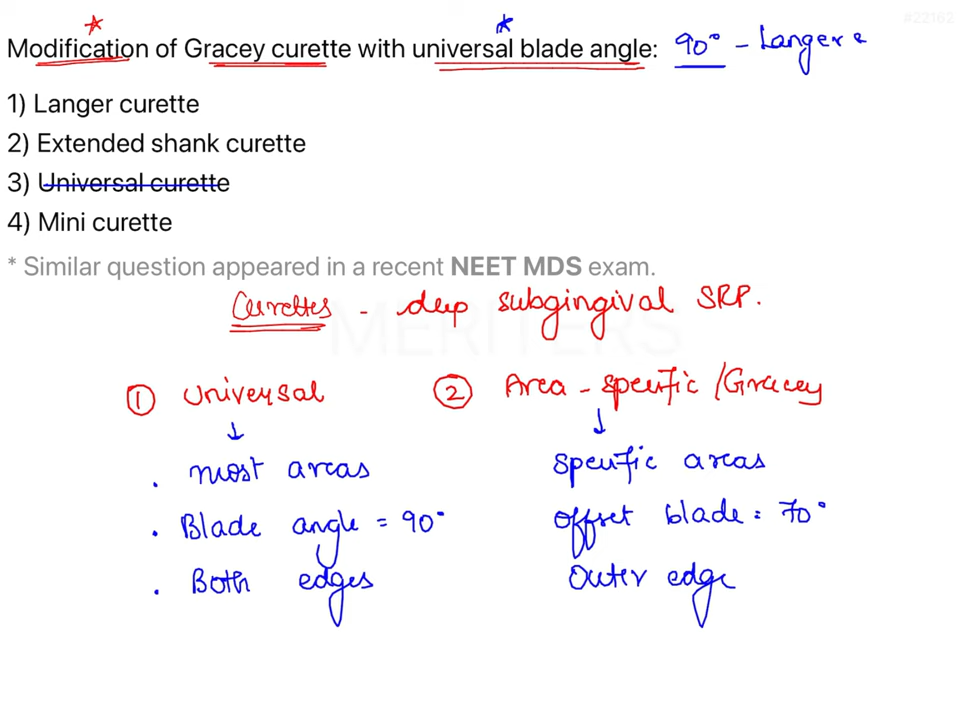 #22162
Modification of Gracey curette with universal blade angle: 90° - Langer c
1) Langer curette
2) Extended shank curette
3) Universal curette
4) Mini curette
* Similar question appeared in a recent NEET MDS exam.
Curettes - deep subgingival SRP.
MERITERS
① Universal
② Area - specific /Gracey
. most areas
specific areas
. Blade angle = 90°
offset blade = 70°
. Both edges
Outer edge